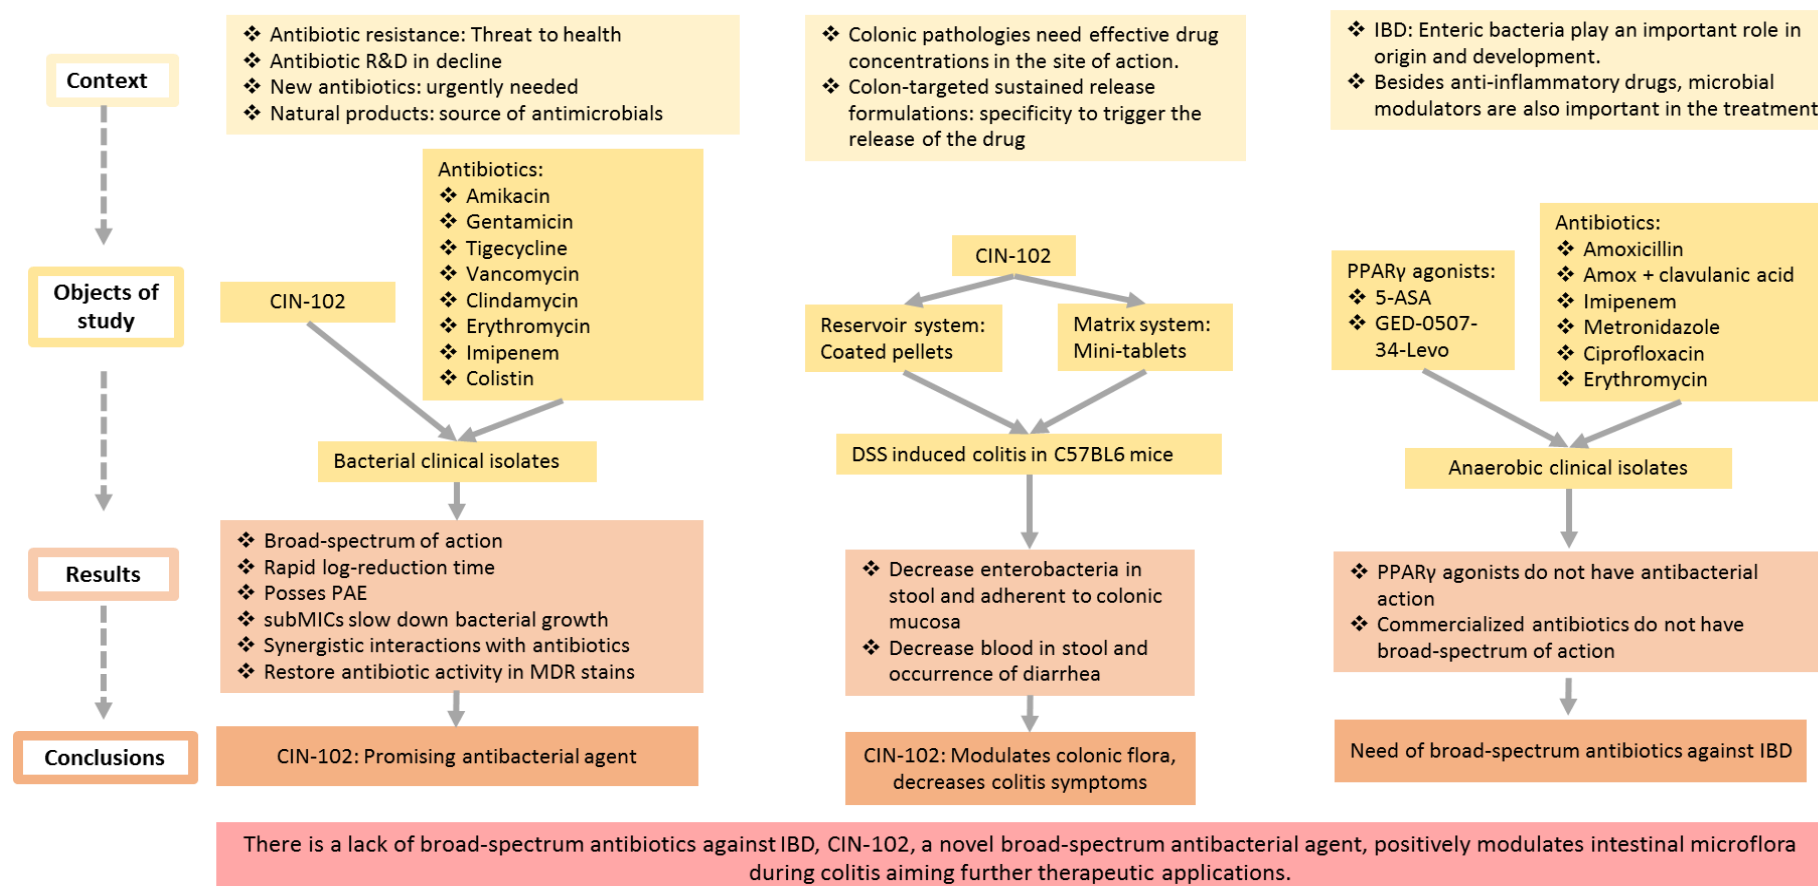 Context
❖ Antibiotic resistance: Threat to health
❖ Antibiotic R&D in decline
❖ New antibiotics: urgently needed
❖ Natural products: source of antimicrobials
❖ Colonic pathologies need effective drug
concentrations in the site of action.
❖ Colon-targeted sustained release
formulations: specificity to trigger the
release of the drug
❖ IBD: Enteric bacteria play an important role in
origin and development.
❖ Besides anti-inflammatory drugs, microbial
modulators are also important in the treatment
Objects of
study
CIN-102
Antibiotics:
❖ Amikacin
❖ Gentamicin
❖ Tigecycline
❖ Vancomycin
❖ Clindamycin
❖ Erythromycin
❖ Imipenem
❖ Colistin
Bacterial clinical isolates
CIN-102
Reservoir system:
Coated pellets
Matrix system:
Mini-tablets
DSS induced colitis in C57BL6 mice
PPARγ agonists:
❖ 5-ASA
❖ GED-0507-
34-Levo
Antibiotics:
❖ Amoxicillin
❖ Amox + clavulanic acid
❖ Imipenem
❖ Metronidazole
❖ Ciprofloxacin
❖ Erythromycin
Anaerobic clinical isolates
Results
❖ Broad-spectrum of action
❖ Rapid log-reduction time
❖ Posses PAE
❖ subMICs slow down bacterial growth
❖ Synergistic interactions with antibiotics
❖ Restore antibiotic activity in MDR stains
❖ Decrease enterobacteria in
stool and adherent to colonic
mucosa
❖ Decrease blood in stool and
occurrence of diarrhea
❖ PPARγ agonists do not have antibacterial
action
❖ Commercialized antibiotics do not have
broad-spectrum of action
Conclusions
CIN-102: Promising antibacterial agent
CIN-102: Modulates colonic flora,
decreases colitis symptoms
Need of broad-spectrum antibiotics against IBD
There is a lack of broad-spectrum antibiotics against IBD, CIN-102, a novel broad-spectrum antibacterial agent, positively modulates intestinal microflora
during colitis aiming further therapeutic applications.